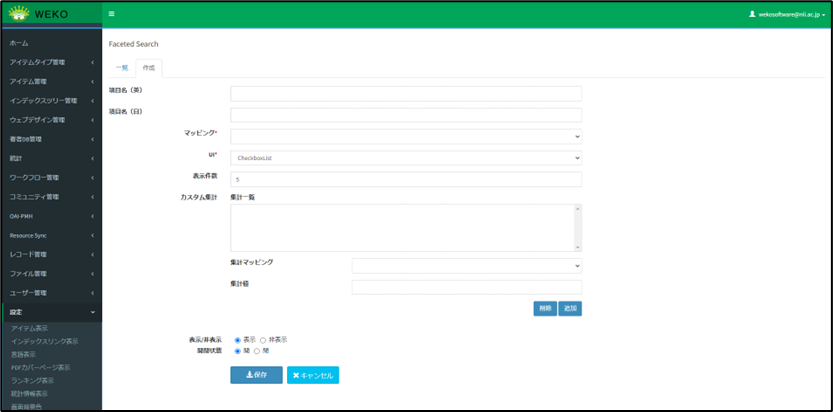 WEKO
wekosoftware@nii.ac.jp
ホーム
アイテムタイプ管理
アイテム管理
インデックスツリー管理
ウェブデザイン管理
著者DB管理
統計
ワークフロー管理
コミュニティ管理
OAI-PMH
Resource Sync
レコード管理
ファイル管理
ユーザー管理
設定
アイテム表示
インデックスリンク表示
言語表示
PDFカバーページ表示
ランキング表示
統計情報表示
画面背景色
Faceted Search
一覧 作成
項目名（英）
項目名（日）
マッピング*
UI* CheckboxList
表示件数 5
カスタム集計 集計一覧
集計マッピング
集計値
削除 追加
表示/非表示 表示 非表示
開閉状態 開 閉
保存 キャンセル